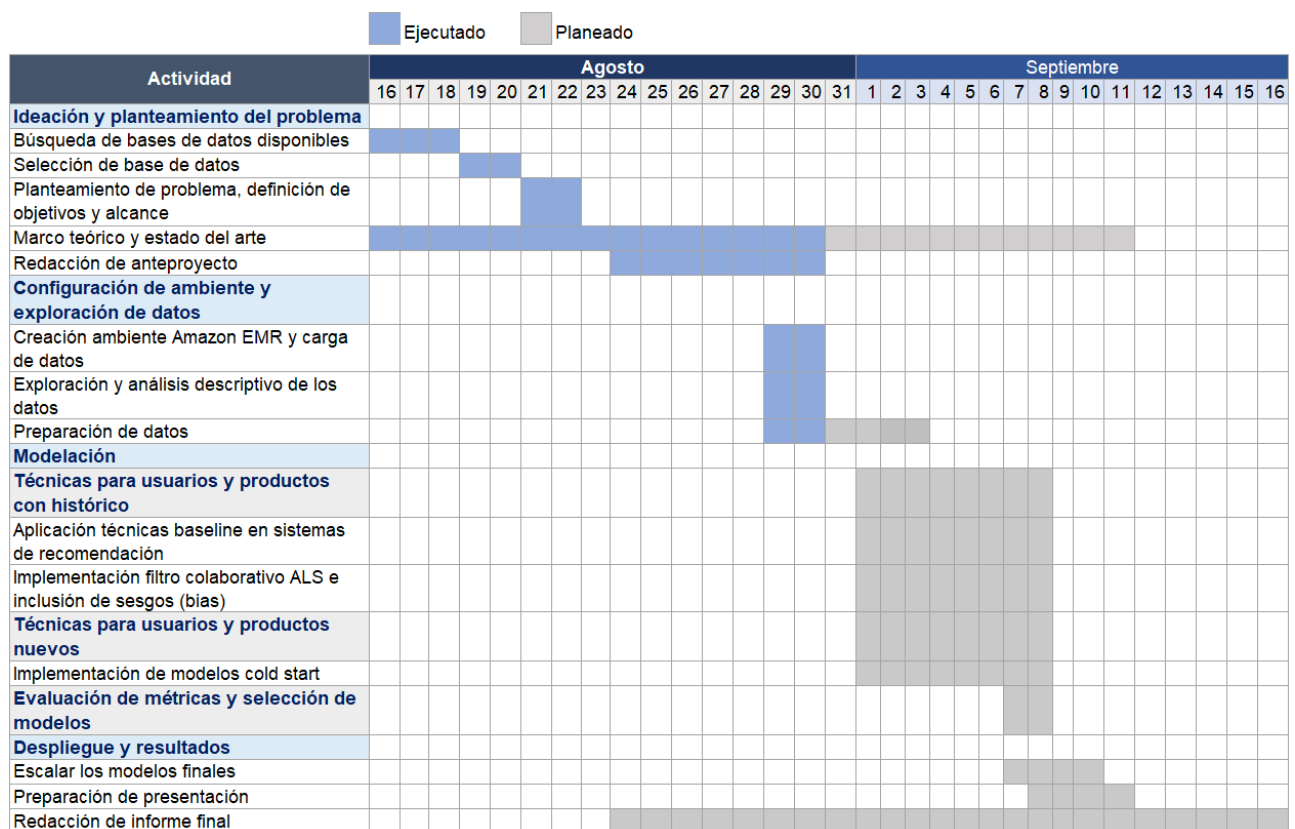 Ejecutado Planeado
Actividad Agosto Septiembre
16 17 18 19 20 21 22 23 24 25 26 27 28 29 30 31 1 2 3 4 5 6 7 8 9 10 11 12 13 14 15 16
Ideación y planteamiento del problema
Búsqueda de bases de datos disponibles
Selección de base de datos
Planteamiento de problema, definición de
objetivos y alcance
Marco teórico y estado del arte
Redacción de anteproyecto
Configuración de ambiente y
exploración de datos
Creación ambiente Amazon EMR y carga
de datos
Exploración y análisis descriptivo de los
datos
Preparación de datos
Modelación
Técnicas para usuarios y productos
con histórico
Aplicación técnicas baseline en sistemas
de recomendación
Implementación filtro colaborativo ALS e
inclusión de sesgos (bias)
Técnicas para usuarios y productos
nuevos
Implementación de modelos cold start
Evaluación de métricas y selección de
modelos
Despliegue y resultados
Escalar los modelos finales
Preparación de presentación
Redacción de informe final